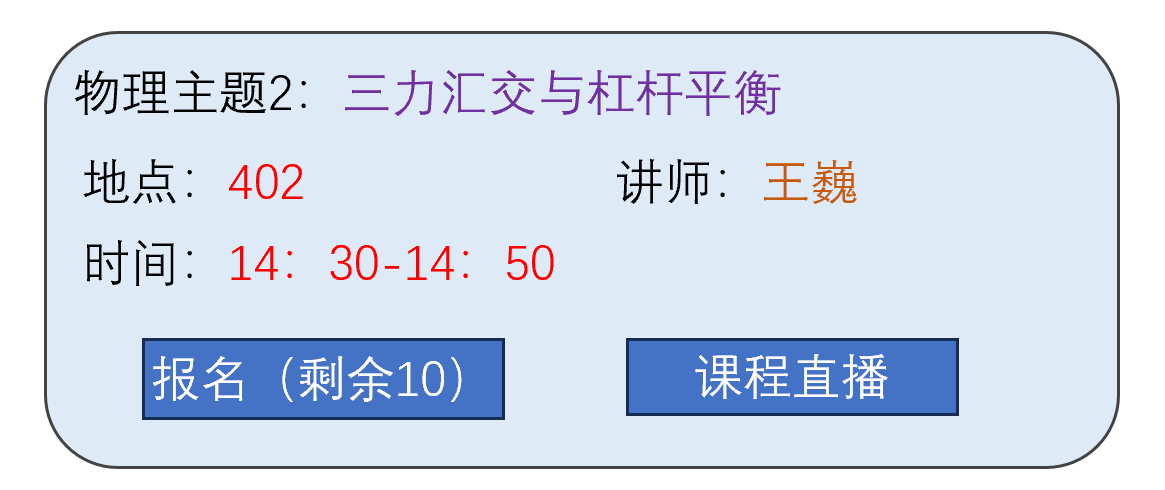 物理主题2：三力汇交与杠杆平衡
地点：402 讲师：王巍
时间：14：30-14：50
报名（剩余10） 课程直播